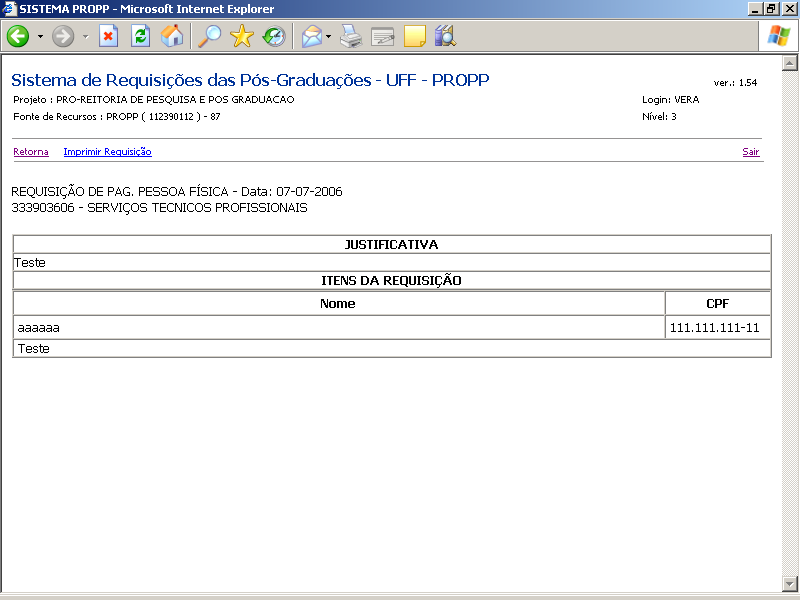 SISTEMA PROPP - Microsoft Internet Explorer
Sistema de Requisições das Pós-Graduações - UFF - PROPP
ver.: 1.54
Projeto : PRO-REITORIA DE PESQUISA E POS GRADUACAO
Login: VERA
Fonte de Recursos : PROPP ( 112390112 ) - 87
Nível: 3
Retorna Imprimir Requisição Sair
REQUISIÇÃO DE PAG. PESSOA FÍSICA - Data: 07-07-2006
333903606 - SERVIÇOS TECNICOS PROFISSIONAIS
JUSTIFICATIVA
Teste
ITENS DA REQUISIÇÃO
Nome CPF
aaaaaa 111.111.111-11
Teste